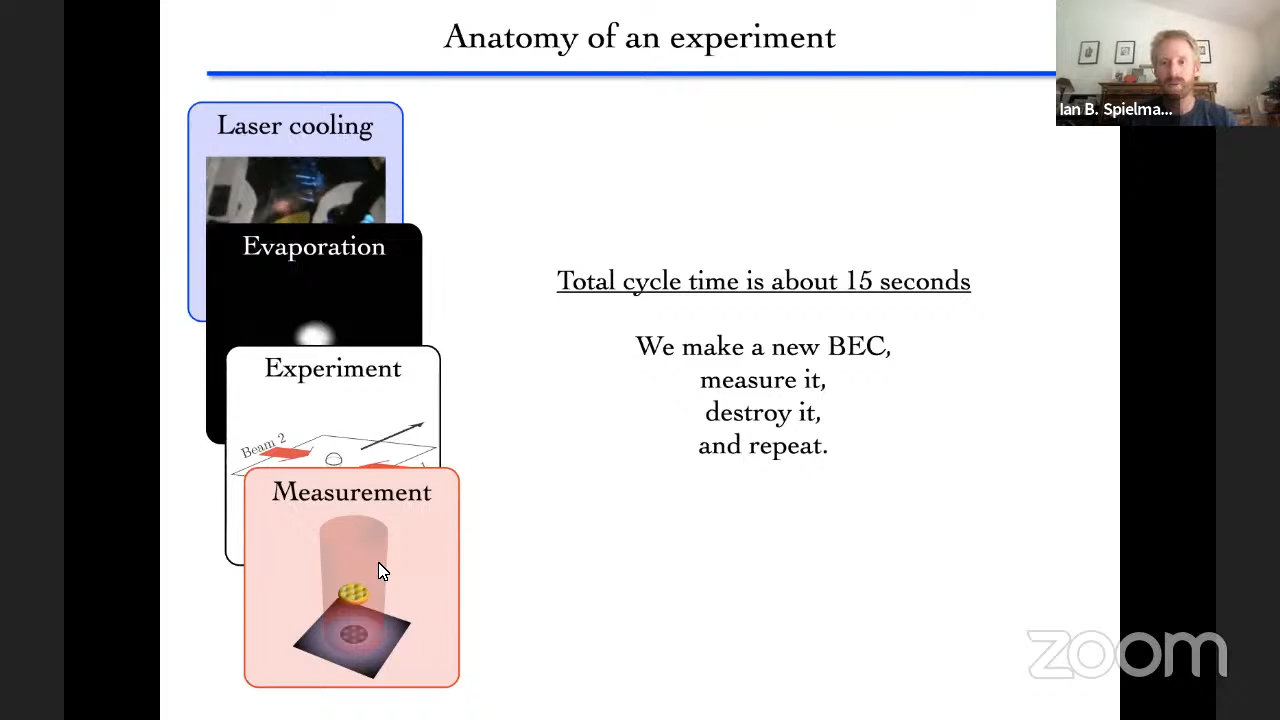 Anatomy of an experiment
Ian B. Spielma...
Laser cooling
Evaporation
Experiment
Beam 2
Measurement
Total cycle time is about 15 seconds
We make a new BEC,
measure it,
destroy it,
and repeat.
zoom